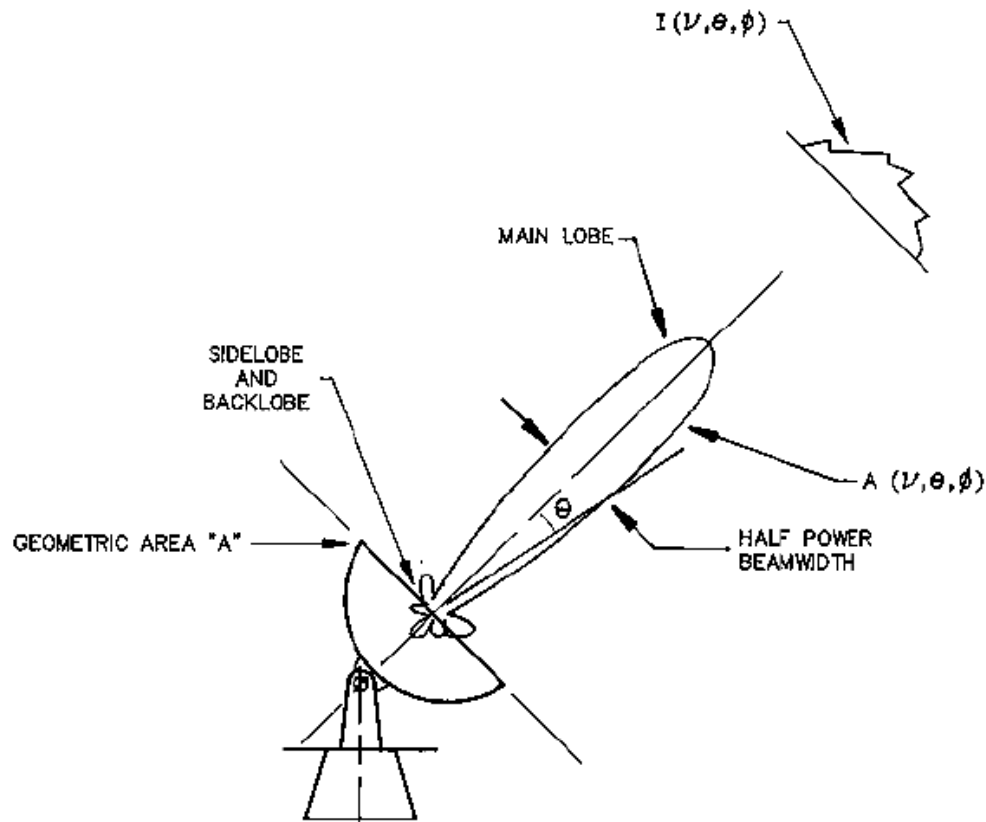 I(ν,θ,ϕ)
MAIN LOBE
SIDELOBE
AND
BACKLOBE
A (ν,θ,ϕ)
θ
GEOMETRIC AREA "A"
HALF POWER
BEAMWIDTH